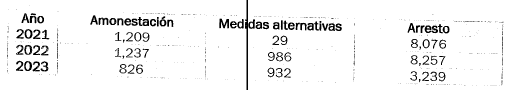 Año Amonestación Medidas alternativas Arresto
2021 1,209 29 8,076
2022 1,237 986 8,257
2023 826 932 3,239